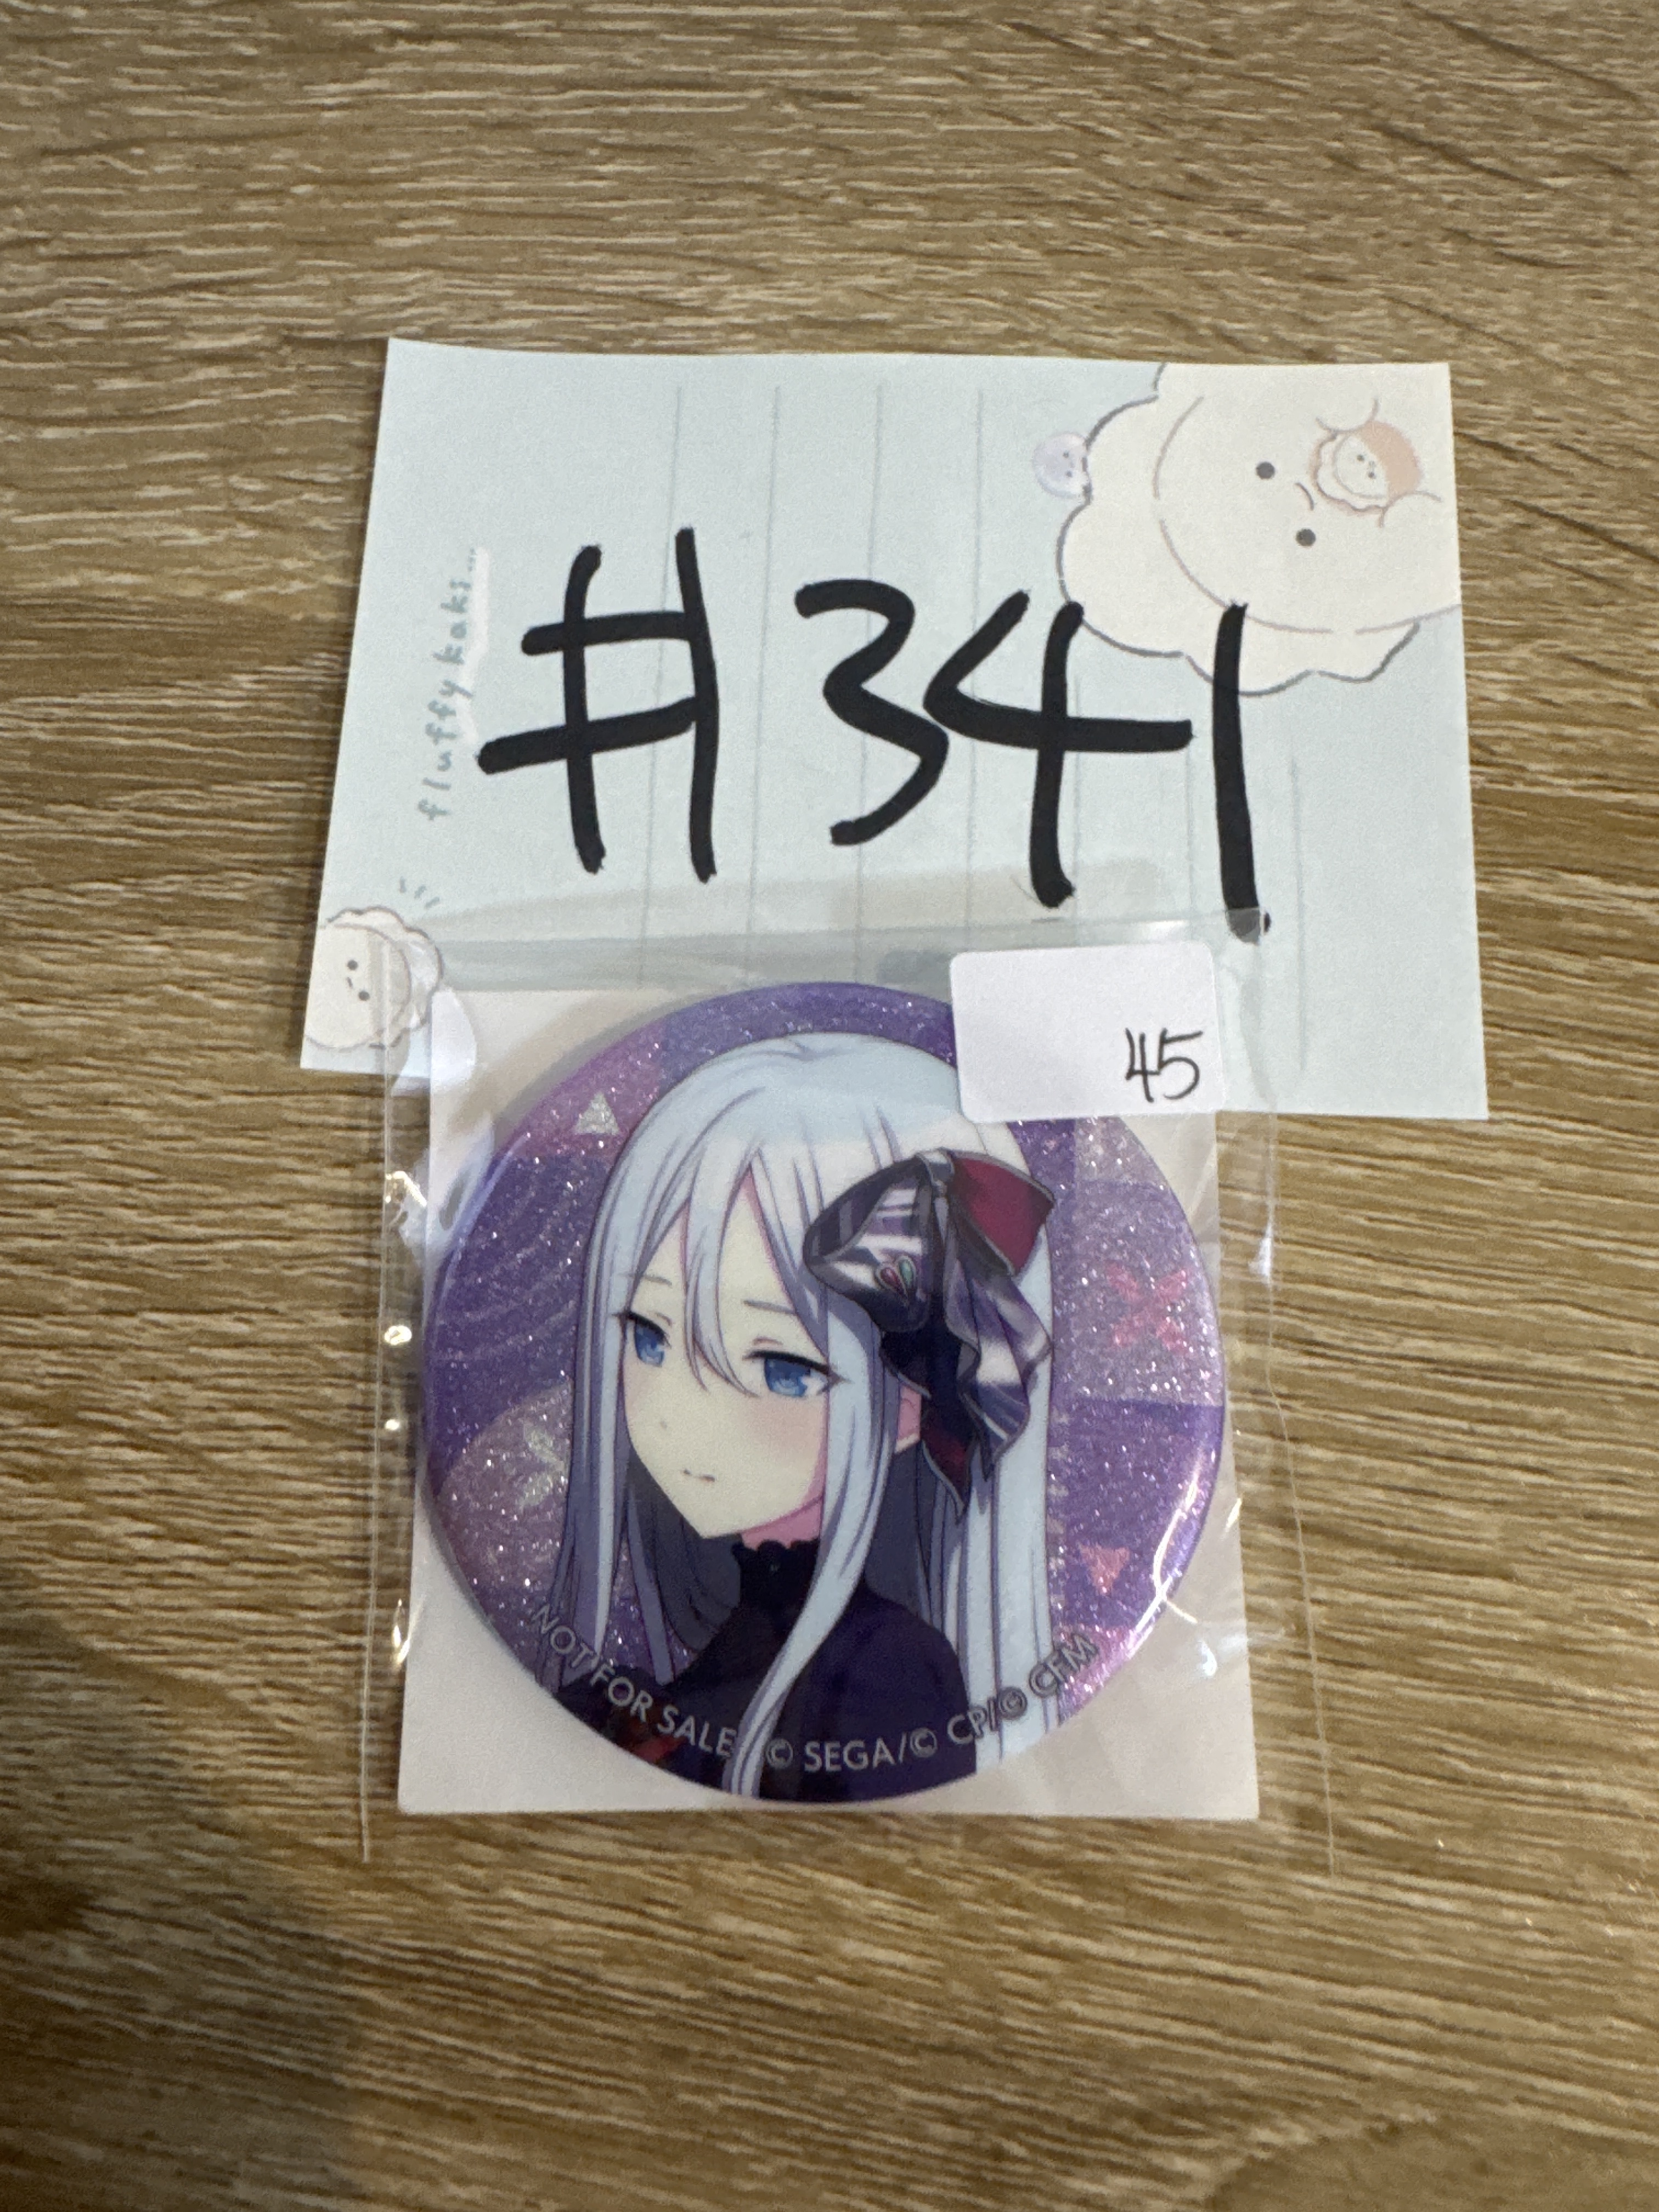 fluffy kaki...
#341
45
NOT FOR SALE © SEGA/© CP/© CFM